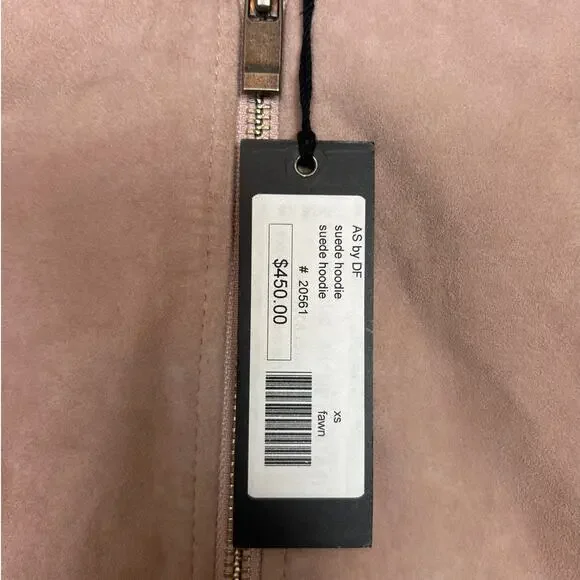 AS by DF
suede hoodie xs
suede hoodie fawn
# 20561
$450.00